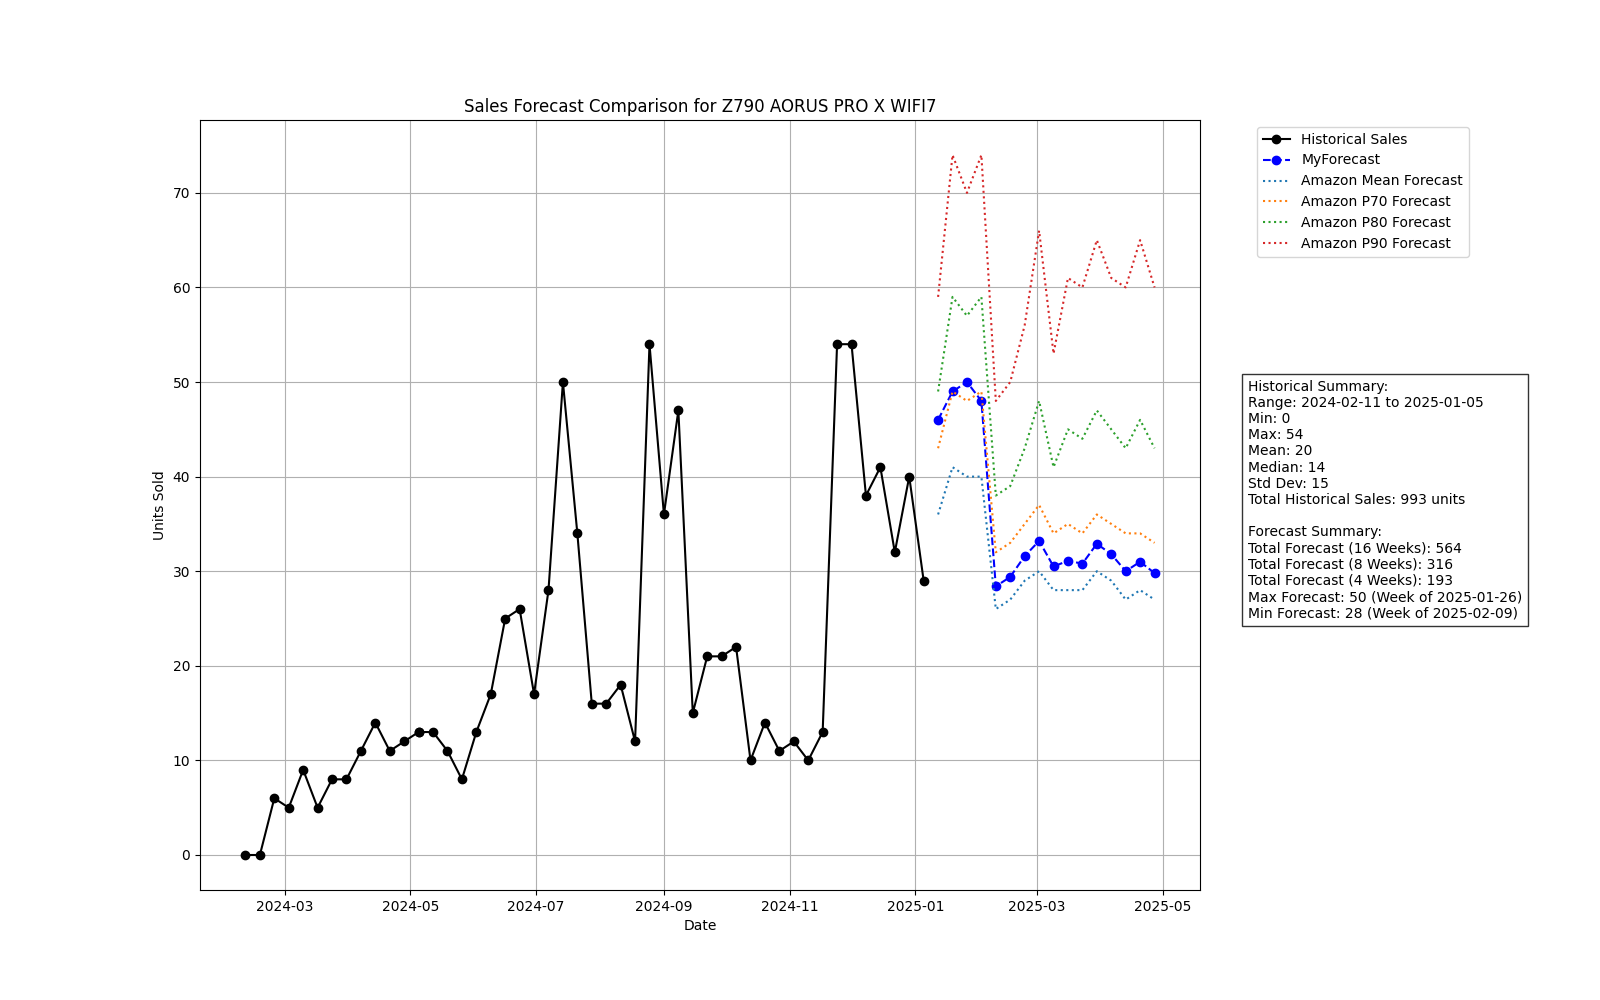 Sales Forecast Comparison for Z790 AORUS PRO X WIFI7
Units Sold
70
60
50
40
30
20
10
0
2024-03
2024-05
2024-07
2024-09
2024-11
2025-01
2025-03
2025-05
Date
Historical Sales
MyForecast
Amazon Mean Forecast
Amazon P70 Forecast
Amazon P80 Forecast
Amazon P90 Forecast
Historical Summary:
Range: 2024-02-11 to 2025-01-05
Min: 0
Max: 54
Mean: 20
Median: 14
Std Dev: 15
Total Historical Sales: 993 units
Forecast Summary:
Total Forecast (16 Weeks): 564
Total Forecast (8 Weeks): 316
Total Forecast (4 Weeks): 193
Max Forecast: 50 (Week of 2025-01-26)
Min Forecast: 28 (Week of 2025-02-09)